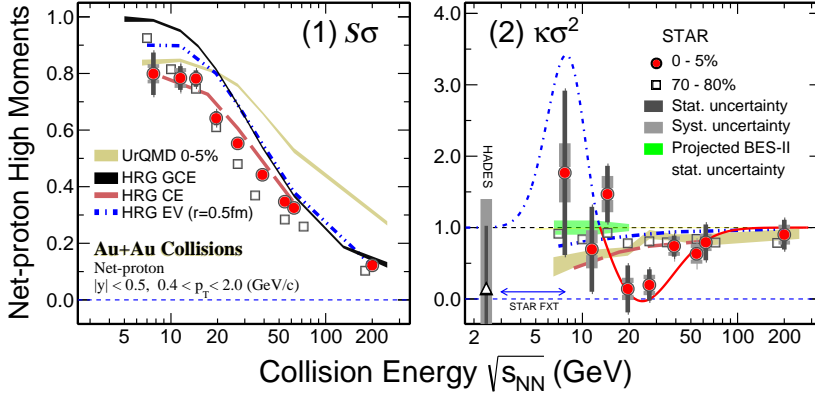 Net-proton High Moments
(1) Sσ
1.0
0.8
0.6
0.4
0.2
0.0
UrQMD 0-5%
HRG GCE
HRG CE
HRG EV (r=0.5fm)
Au+Au Collisions
Net-proton
|y| < 0.5, 0.4 < p_T < 2.0 (GeV/c)
5 10 20 50 100 200
(2) κσ²
4.0
3.0
2.0
1.0
0.0
STAR
0 - 5%
70 - 80%
Stat. uncertainty
Syst. uncertainty
Projected BES-II
stat. uncertainty
HADES
STAR FXT
2 5 10 20 50 100 200
Collision Energy √s_NN (GeV)